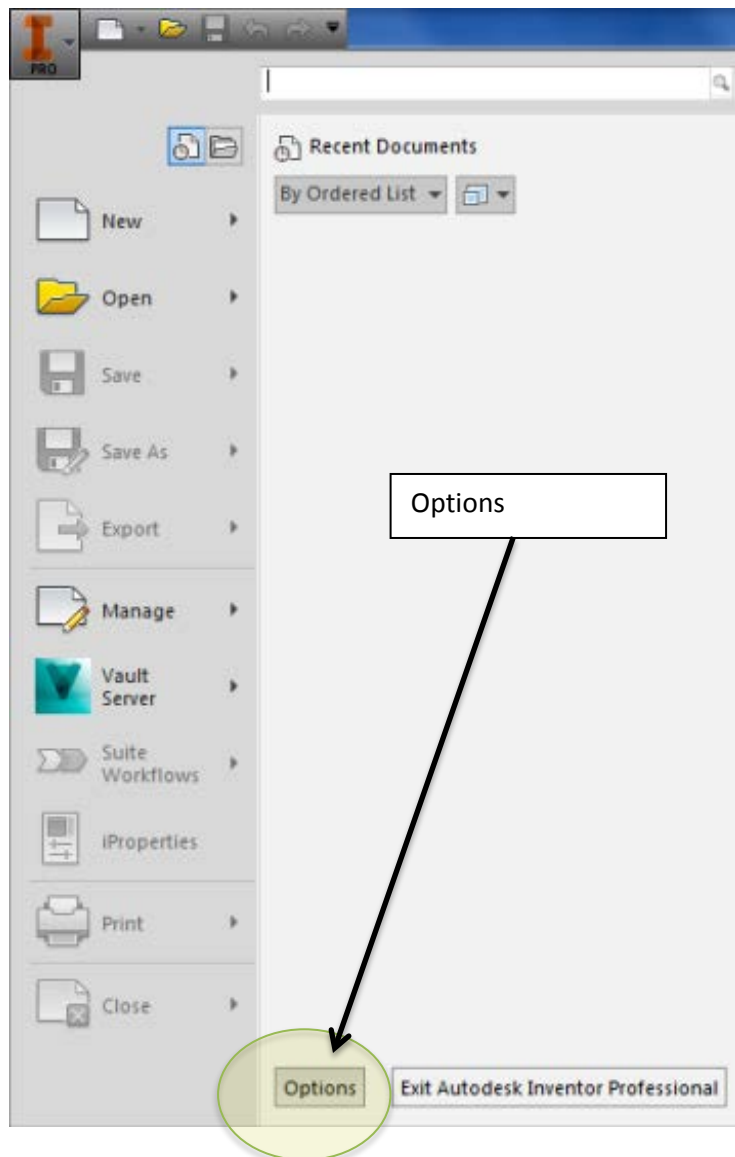 PRO
Recent Documents
By Ordered List
New
Open
Save
Save As
Export
Options
Manage
Vault
Server
Suite
Workflows
iProperties
Print
Close
Options
Exit Autodesk Inventor Professional